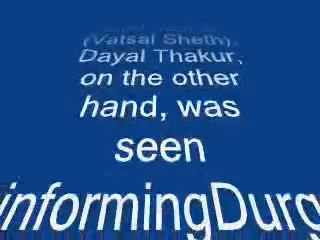 (Vatsal Sheth).
Dayal Thakur,
on the other
hand, was
seen
informingDurg